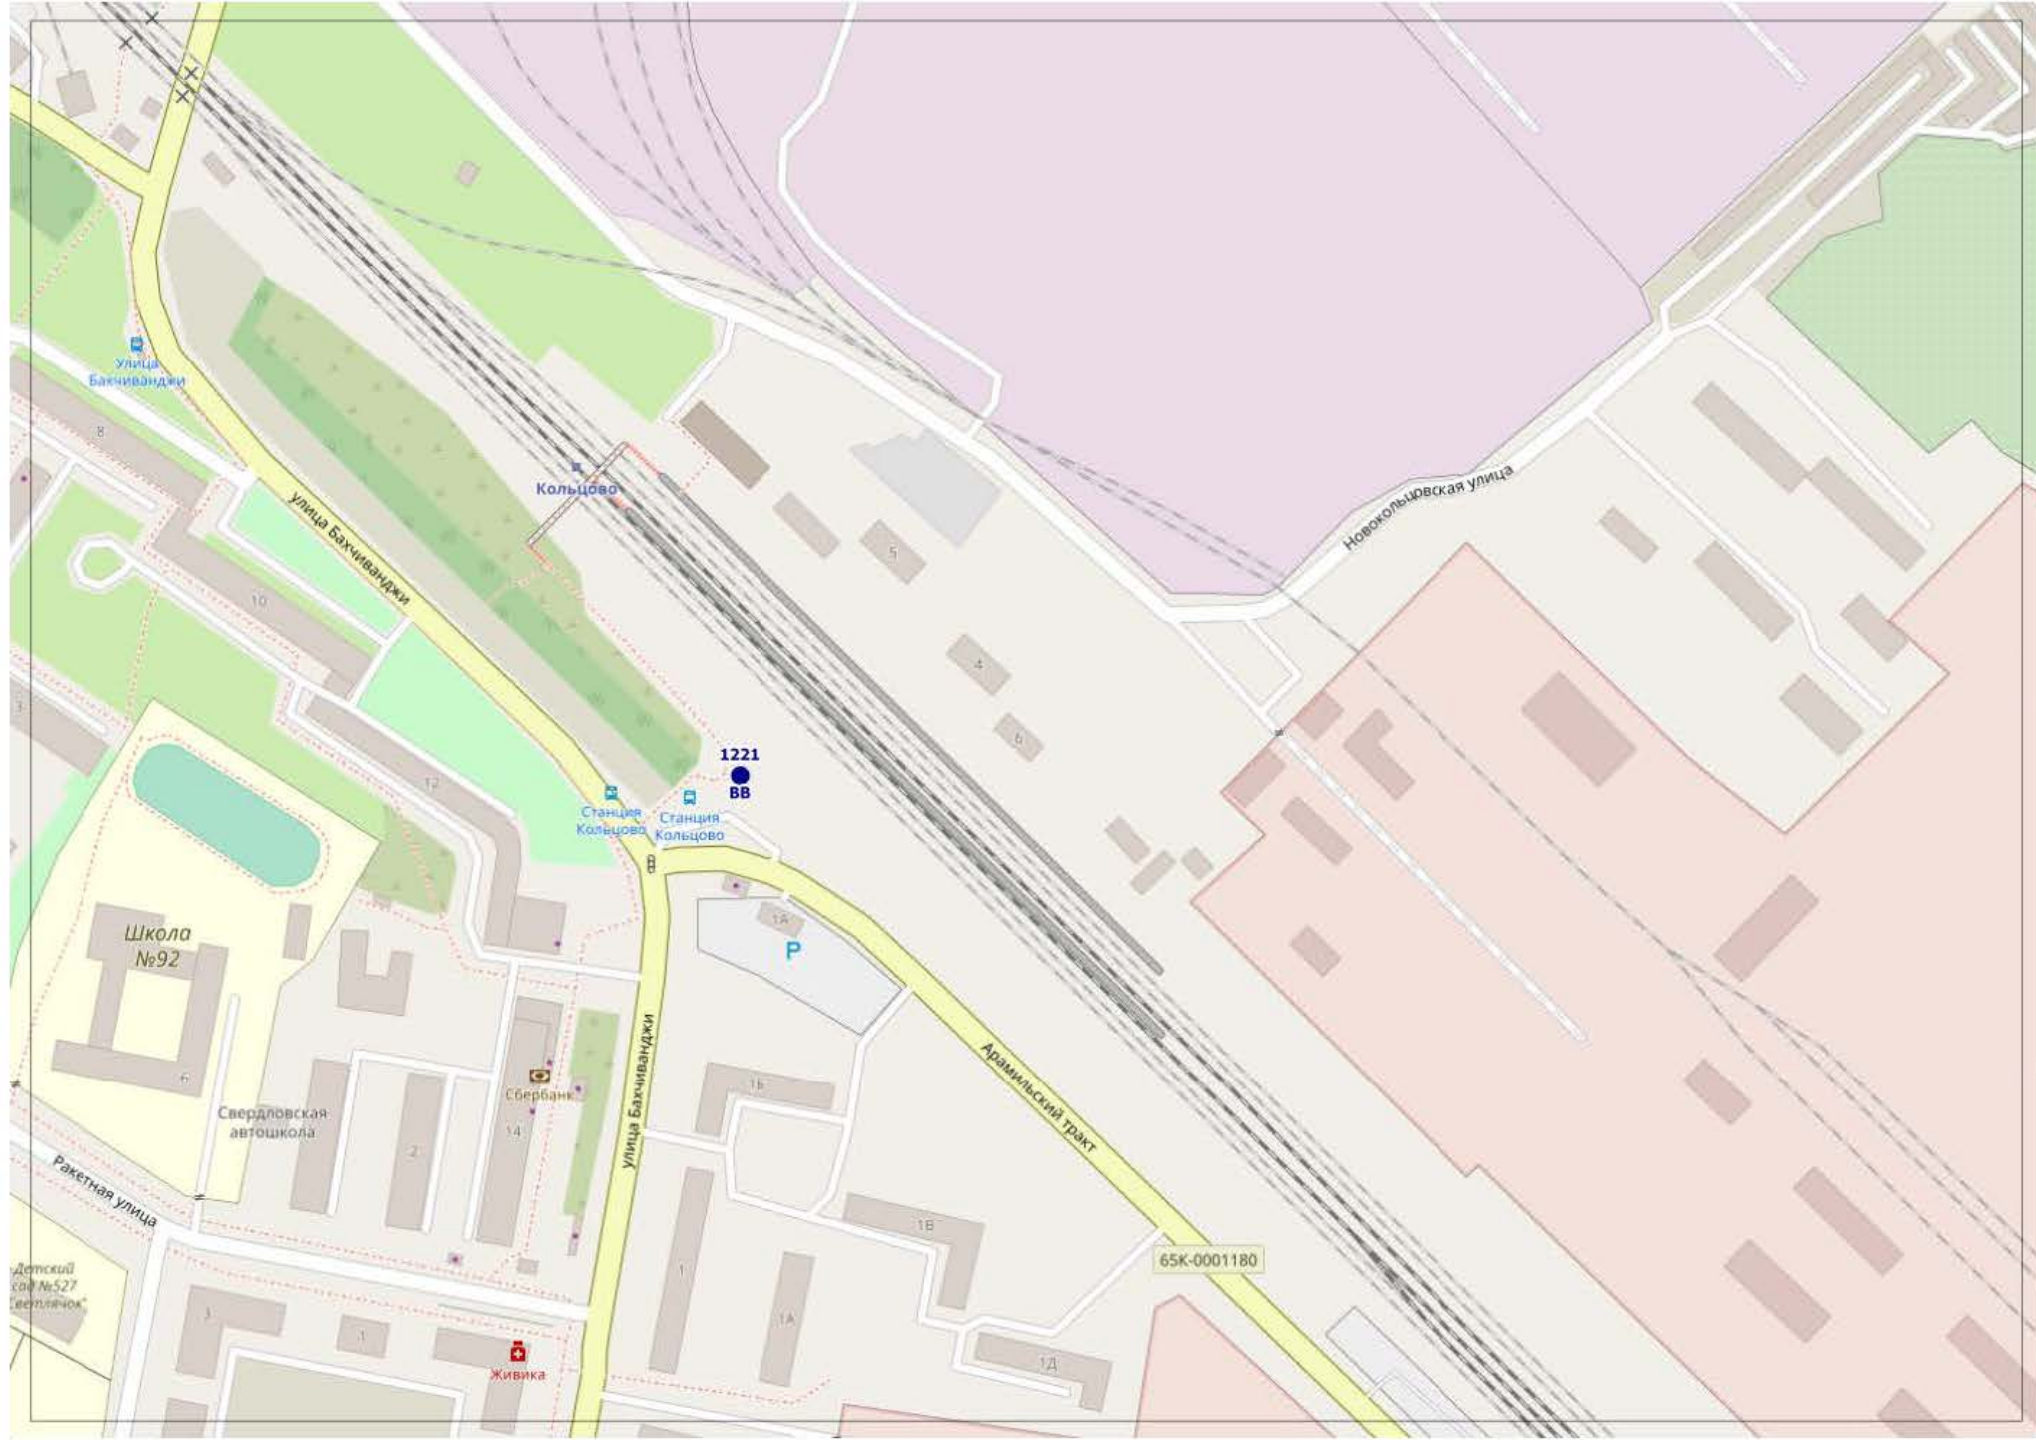 Улица
Бахчиванджи
8
Кольцово
улица Бахчиванджи
5
Новокольцовская улица
10
4
6
3
1221
ВВ
12
Станция
Кольцово
Станция
Кольцово
1А
P
Школа
№92
6
улица Бахчиванджи
Арамильский тракт
1Б
Сбербанк
Свердловская
автошкола
14
2
Ракетная улица
1В
65К-0001180
Детский
сад №527
"Светлячок"
3
1
1
1А
1Д
Живика